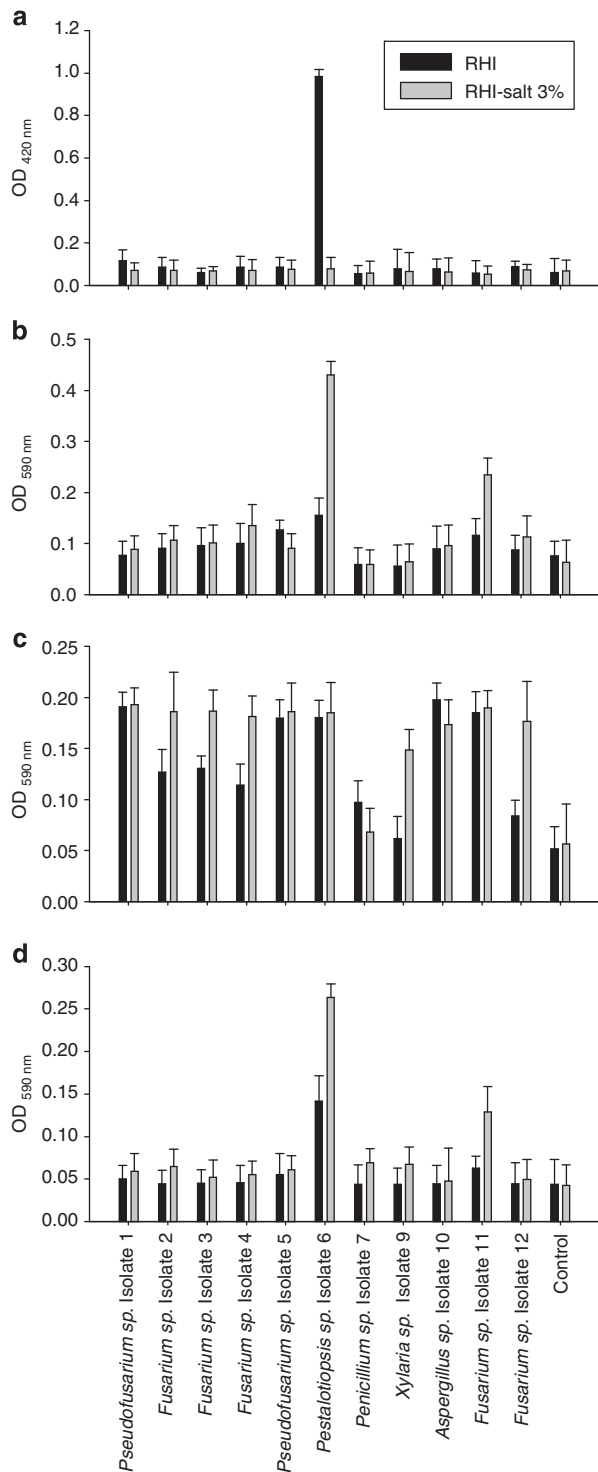 a
1.2
1.0
0.8
0.6
0.4
0.2
0.0
OD 420 nm
RHI
RHI-salt 3%
b
0.5
0.4
0.3
0.2
0.1
0.0
OD 590 nm
c
0.25
0.20
0.15
0.10
0.05
0.00
OD 590 nm
d
0.30
0.25
0.20
0.15
0.10
0.05
0.00
OD 590 nm
Pseudofusarium sp. Isolate 1
Fusarium sp. Isolate 2
Fusarium sp. Isolate 3
Fusarium sp. Isolate 4
Pseudofusarium sp. Isolate 5
Pestalotiopsis sp. Isolate 6
Penicillium sp. Isolate 7
Xylaria sp. Isolate 9
Aspergillus sp. Isolate 10
Fusarium sp. Isolate 11
Fusarium sp. Isolate 12
Control